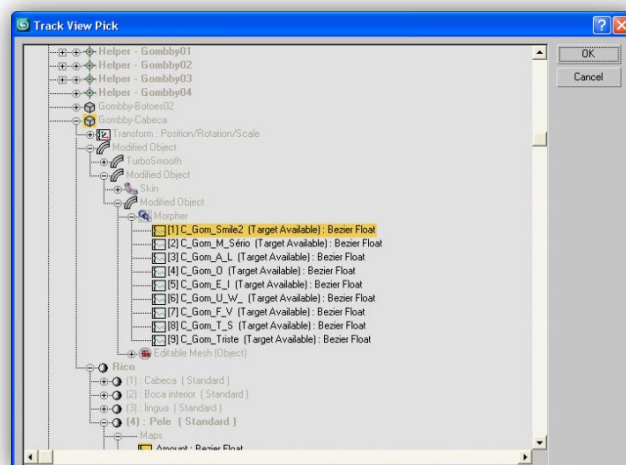 Track View Pick
OK
Cancel
Helper - Gombby01
Helper - Gombby02
Helper - Gombby03
Helper - Gombby04
Gombby-Botoes02
Gombby-Cabeca
Transform : Position/Rotation/Scale
Modified Object
TurboSmooth
Modified Object
Skin
Modified Object
Morpher
[1] C_Gom_Smile2 (Target Available) : Bezier Float
[2] C_Gom_M_Sério (Target Available) : Bezier Float
[3] C_Gom_A_L (Target Available) : Bezier Float
[4] C_Gom_O (Target Available) : Bezier Float
[5] C_Gom_E_I (Target Available) : Bezier Float
[6] C_Gom_U_W_ (Target Available) : Bezier Float
[7] C_Gom_F_V (Target Available) : Bezier Float
[8] C_Gom_T_S (Target Available) : Bezier Float
[9] C_Gom_Triste (Target Available) : Bezier Float
Editable Mesh (Object)
Rico
(1) : Cabeca ( Standard )
(2) : Boca interior ( Standard )
(3) : lingua ( Standard )
(4) : Pele ( Standard )
Maps
Amount : Bezier Float